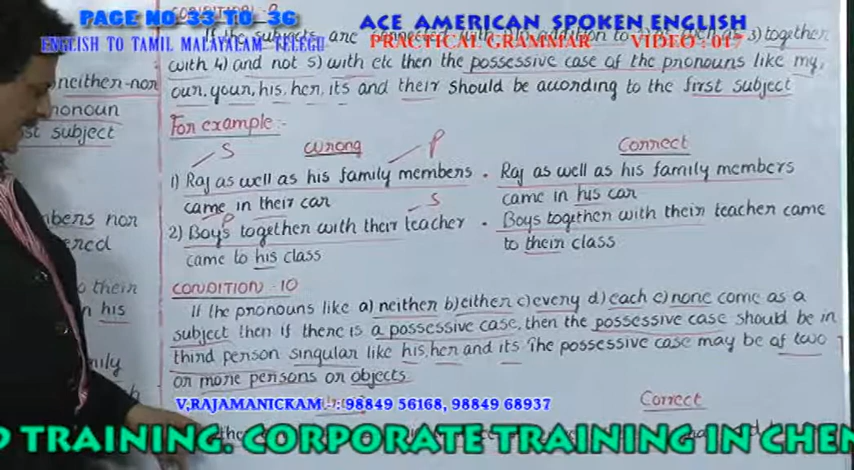 PAGE NO 33 TO 36
ACE AMERICAN SPOKEN ENGLISH
ENGLISH TO TAMIL MALAYALAM TELEGU
PRACTICAL GRAMMAR VIDEO : 017
If the subjects are connected with 3) together
with 4) and not 5) with etc then the possessive case of the pronouns like my,
our, your, his, her, its and their should be according to the first subject
neither-nor
pronoun
subject
For example :-
S
Wrong
P
Correct
1) Raj as well as his family members
came in their car
Raj as well as his family members
came in his car
P
S
2) Boys together with their teacher
came to his class
Boys together with their teacher came
to their class
nor
his
CONDITION - 10
If the pronouns like a) neither b) either c) every d) each e) none come as a
subject then if there is a possessive case, then the possessive case should be in
third person singular like his, her and its The possessive case may be of two
or more persons or objects
V,RAJAMANICKAM - : 98849 56168, 98849 68937
Correct
TRAINING. CORPORATE TRAINING IN CHEN